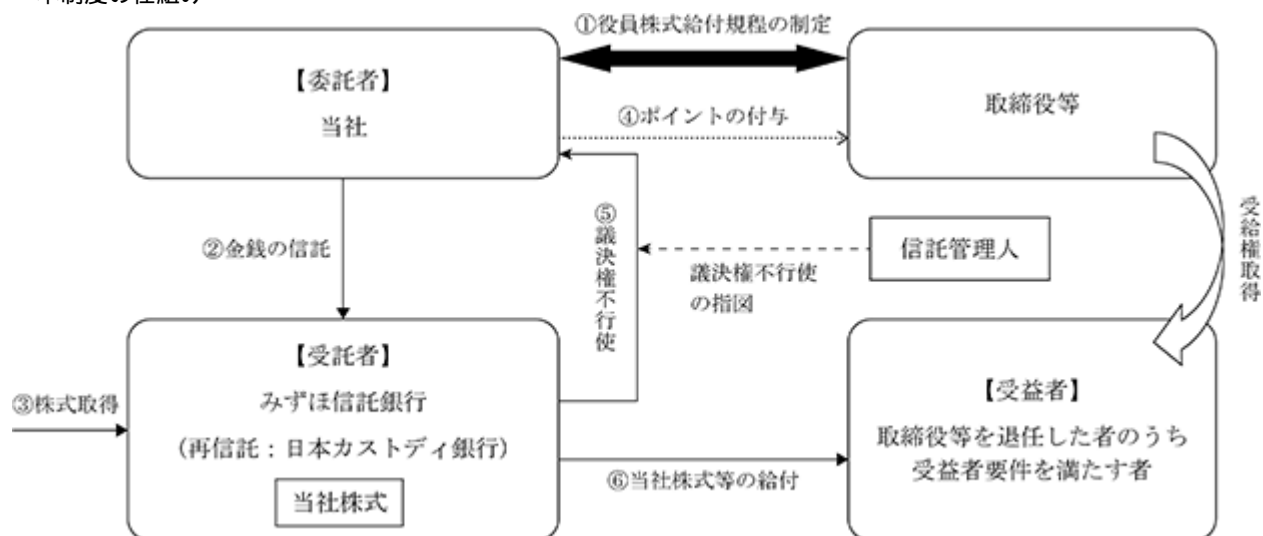 本制度の仕組み
①役員株式給付規程の制定
【委託者】
当社
取締役等
④ポイントの付与
②金銭の信託
⑤議決権不行使
議決権不行使
の指図
信託管理人
受給権取得
【受託者】
みずほ信託銀行
(再信託:日本カストディ銀行)
当社株式
③株式取得
⑥当社株式等の給付
【受益者】
取締役等を退任した者のうち
受益者要件を満たす者